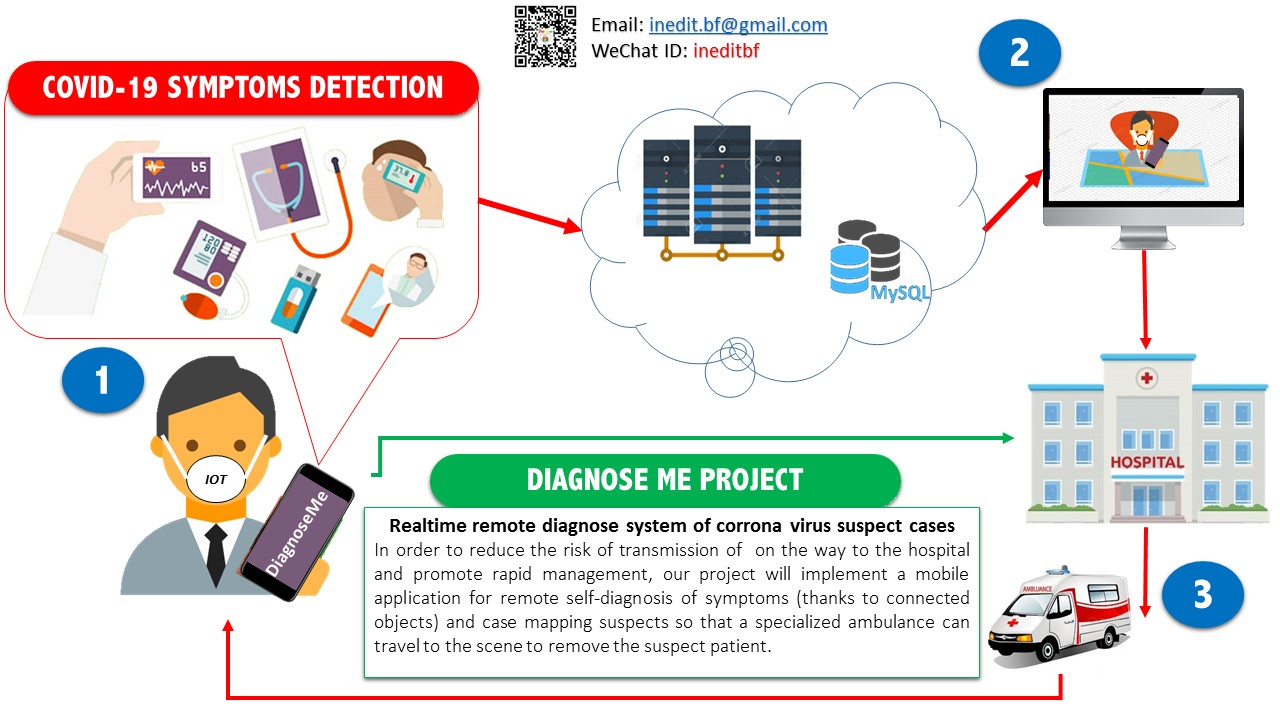 Email: inedit.bf@gmail.com
WeChat ID: ineditbf
COVID-19 SYMPTOMS DETECTION
2
65
37.8
120
80
MySQL
1
IOT
DiagnoseMe
HOSPITAL
DIAGNOSE ME PROJECT
Realtime remote diagnose system of corrona virus suspect cases
In order to reduce the risk of transmission of on the way to the hospital
and promote rapid management, our project will implement a mobile
application for remote self-diagnosis of symptoms (thanks to connected
objects) and case mapping suspects so that a specialized ambulance can
travel to the scene to remove the suspect patient.
AMBULANCE
3